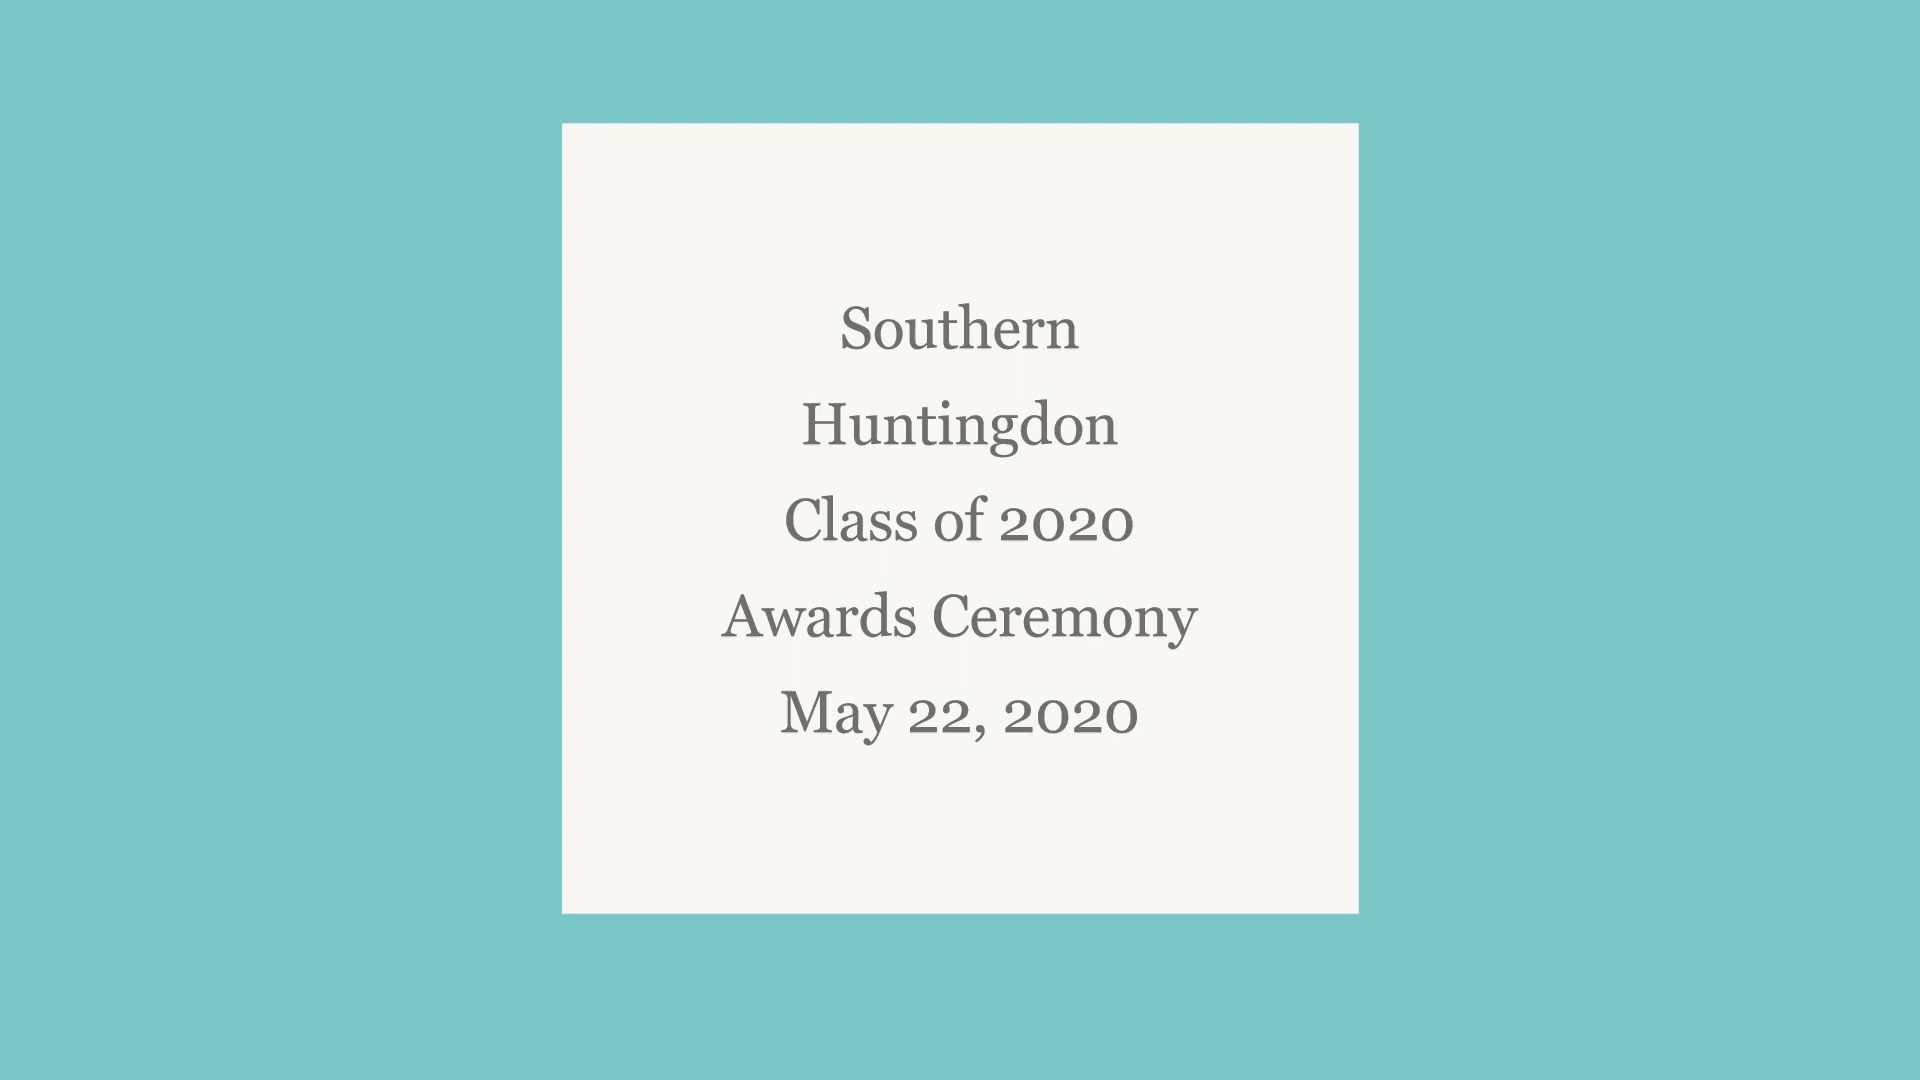 Southern
Huntingdon
Class of 2020
Awards Ceremony
May 22, 2020